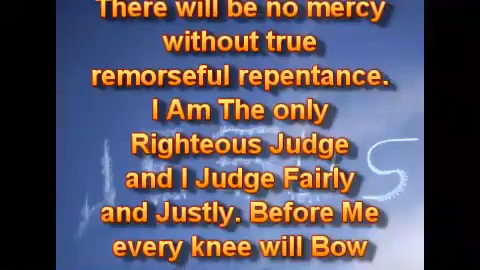 There will be no mercy
without true
remorseful repentance.
I Am The only
Righteous Judge
and I Judge Fairly
and Justly. Before Me
every knee will Bow